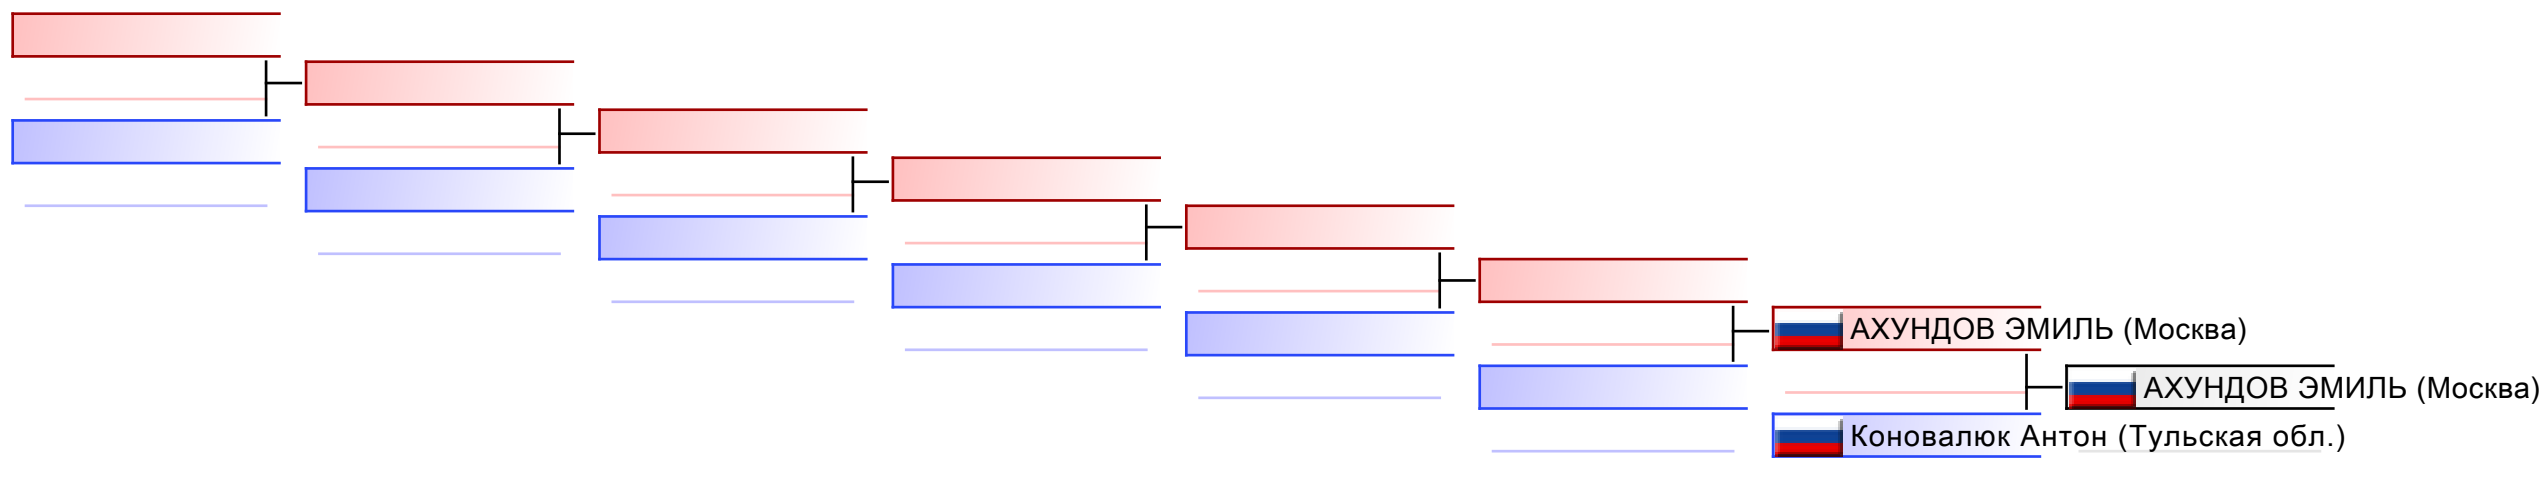 АХУНДОВ ЭМИЛЬ (Москва)
АХУНДОВ ЭМИЛЬ (Москва)
Коновалюк Антон (Тульская обл.)